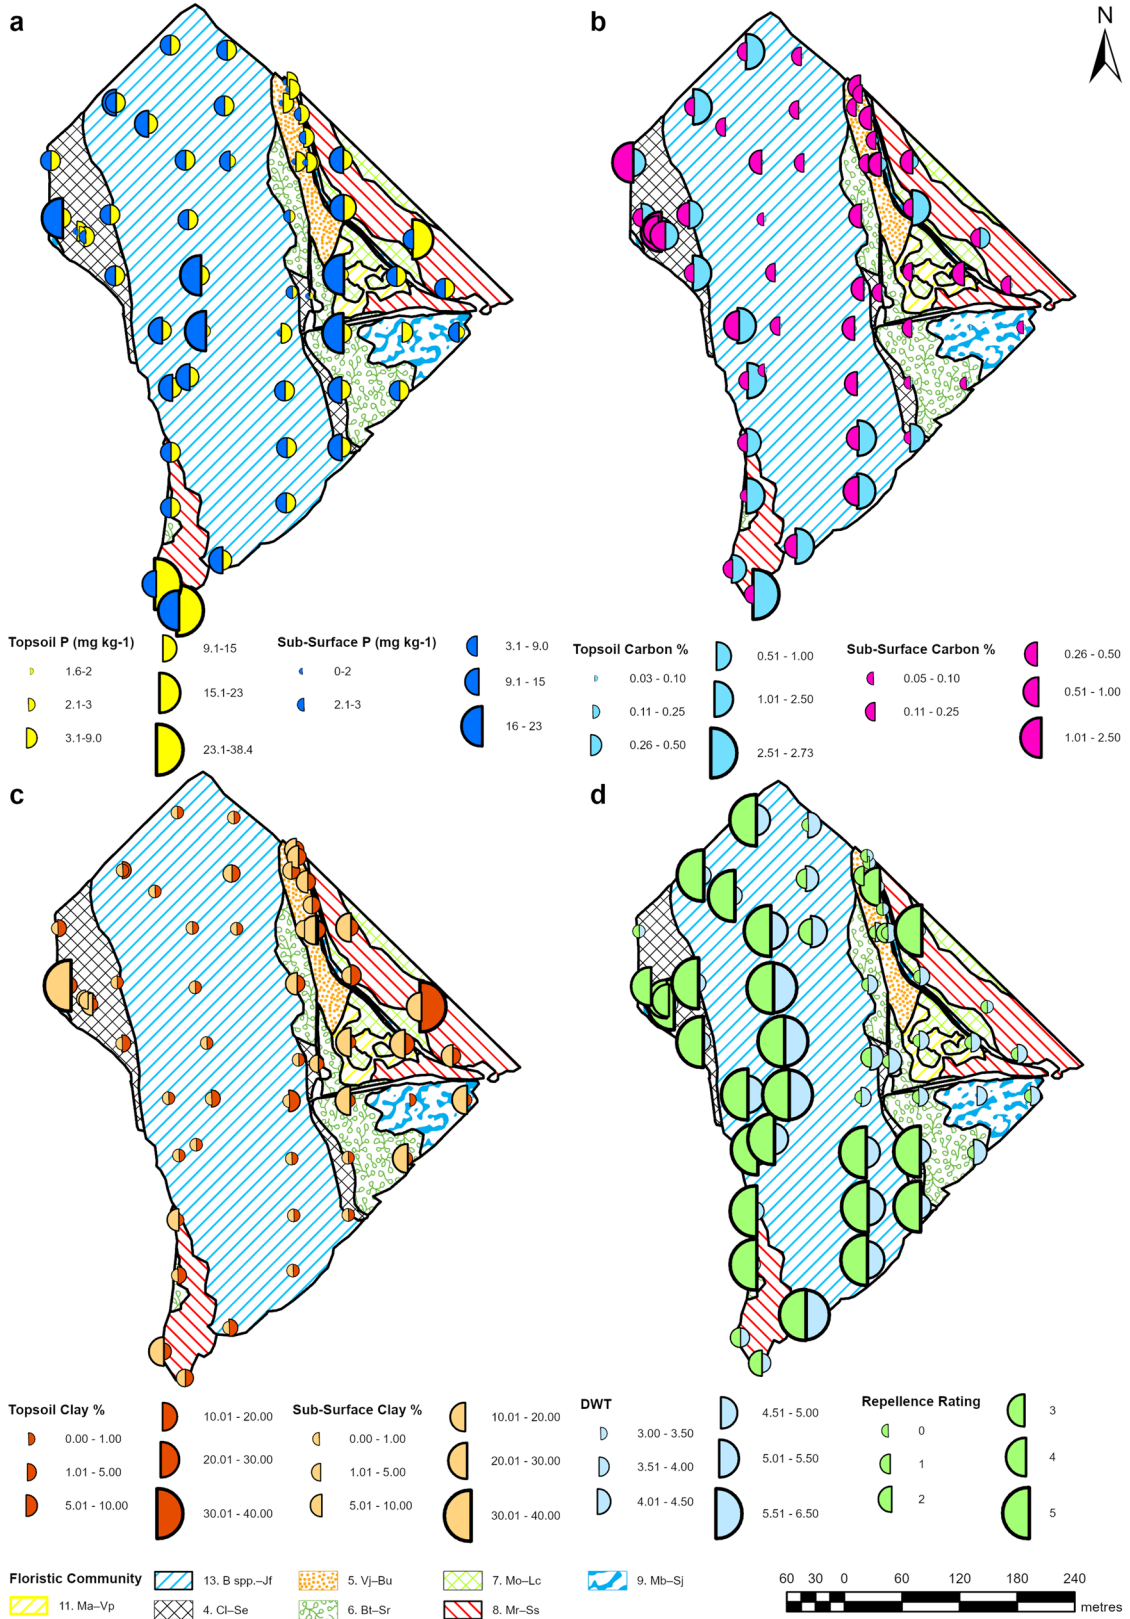 a
b
N
Topsoil P (mg kg-1)
1.6-2
2.1-3
3.1-9.0
9.1-15
15.1-23
23.1-38.4
Sub-Surface P (mg kg-1)
0-2
2.1-3
3.1 - 9.0
9.1 - 15
16 - 23
Topsoil Carbon %
0.03 - 0.10
0.11 - 0.25
0.26 - 0.50
0.51 - 1.00
1.01 - 2.50
2.51 - 2.73
Sub-Surface Carbon %
0.05 - 0.10
0.11 - 0.25
0.26 - 0.50
0.51 - 1.00
1.01 - 2.50
c
d
Topsoil Clay %
0.00 - 1.00
1.01 - 5.00
5.01 - 10.00
10.01 - 20.00
20.01 - 30.00
30.01 - 40.00
Sub-Surface Clay %
0.00 - 1.00
1.01 - 5.00
5.01 - 10.00
10.01 - 20.00
20.01 - 30.00
30.01 - 40.00
DWT
3.00 - 3.50
3.51 - 4.00
4.01 - 4.50
4.51 - 5.00
5.01 - 5.50
5.51 - 6.50
Repellence Rating
0
1
2
3
4
5
Floristic Community
11. Ma–Vp
13. B spp.–Jf
4. Cl–Se
5. Vj–Bu
6. Bt–Sr
7. Mo–Lc
8. Mr–Ss
9. Mb–Sj
60 30 0 60 120 180 240
metres